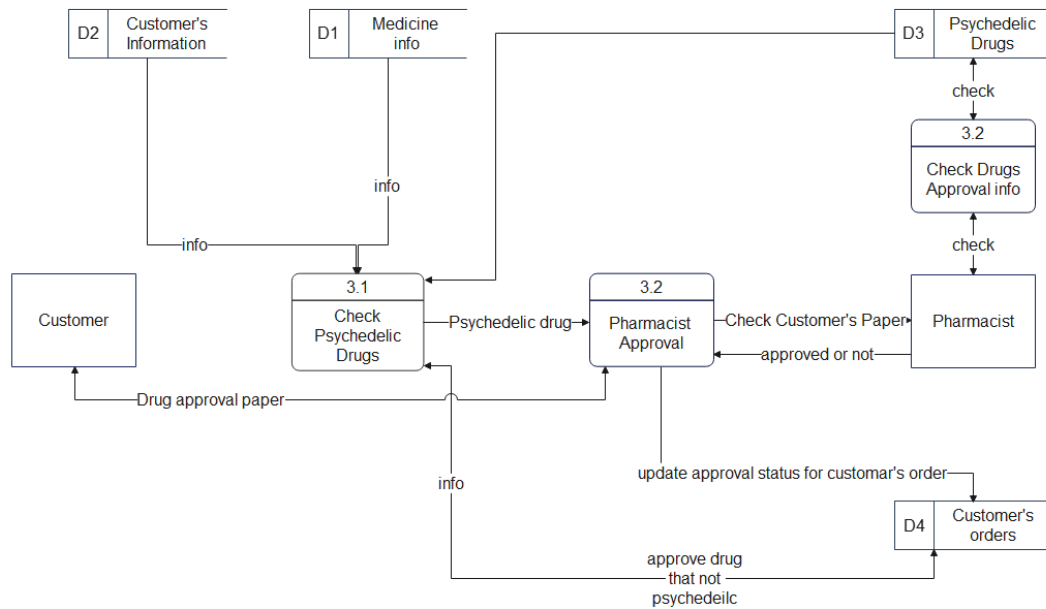 D2
Customer's
Information
D1
Medicine
info
D3
Psychedelic
Drugs
check
3.2
Check Drugs
Approval info
info
info
check
Customer
3.1
Check
Psychedelic
Drugs
Psychedelic drug
3.2
Pharmacist
Approval
Check Customer's Paper
approved or not
Pharmacist
Drug approval paper
info
update approval status for customar's order
D4
Customer's
orders
approve drug
that not
psychedeilc